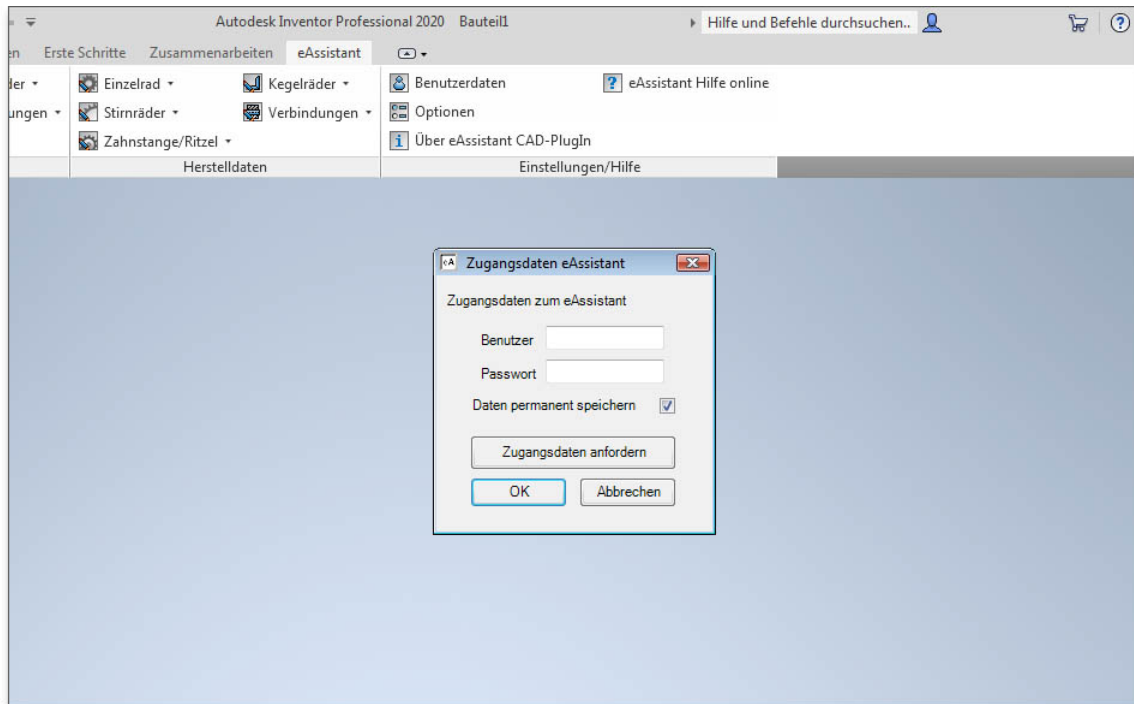 Autodesk Inventor Professional 2020 Bauteil1 Hilfe und Befehle durchsuchen..
Erste Schritte Zusammenarbeiten eAssistant
Einzelrad Kegelräder Benutzerdaten eAssistant Hilfe online
Stirnräder Verbindungen Optionen
Zahnstange/Ritzel Über eAssistant CAD-PlugIn
Herstelldaten Einstellungen/Hilfe
Zugangsdaten eAssistant
Zugangsdaten zum eAssistant
Benutzer
Passwort
Daten permanent speichern
Zugangsdaten anfordern
OK Abbrechen